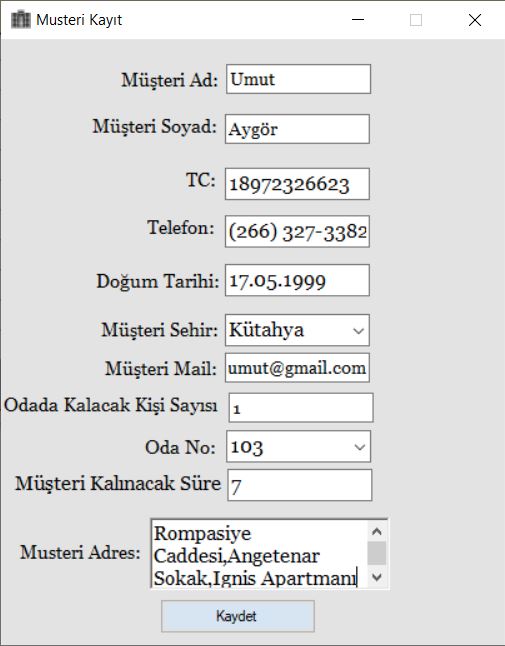 Musteri Kayıt
Müşteri Ad: Umut
Müşteri Soyad: Aygör
TC: 18972326623
Telefon: (266) 327-3382
Doğum Tarihi: 17.05.1999
Müşteri Sehir: Kütahya
Müşteri Mail: umut@gmail.com
Odada Kalacak Kişi Sayısı 1
Oda No: 103
Müşteri Kalınacak Süre 7
Musteri Adres: Rompasiye
Caddesi,Angetenar
Sokak,Ignis Apartmanı
Kaydet